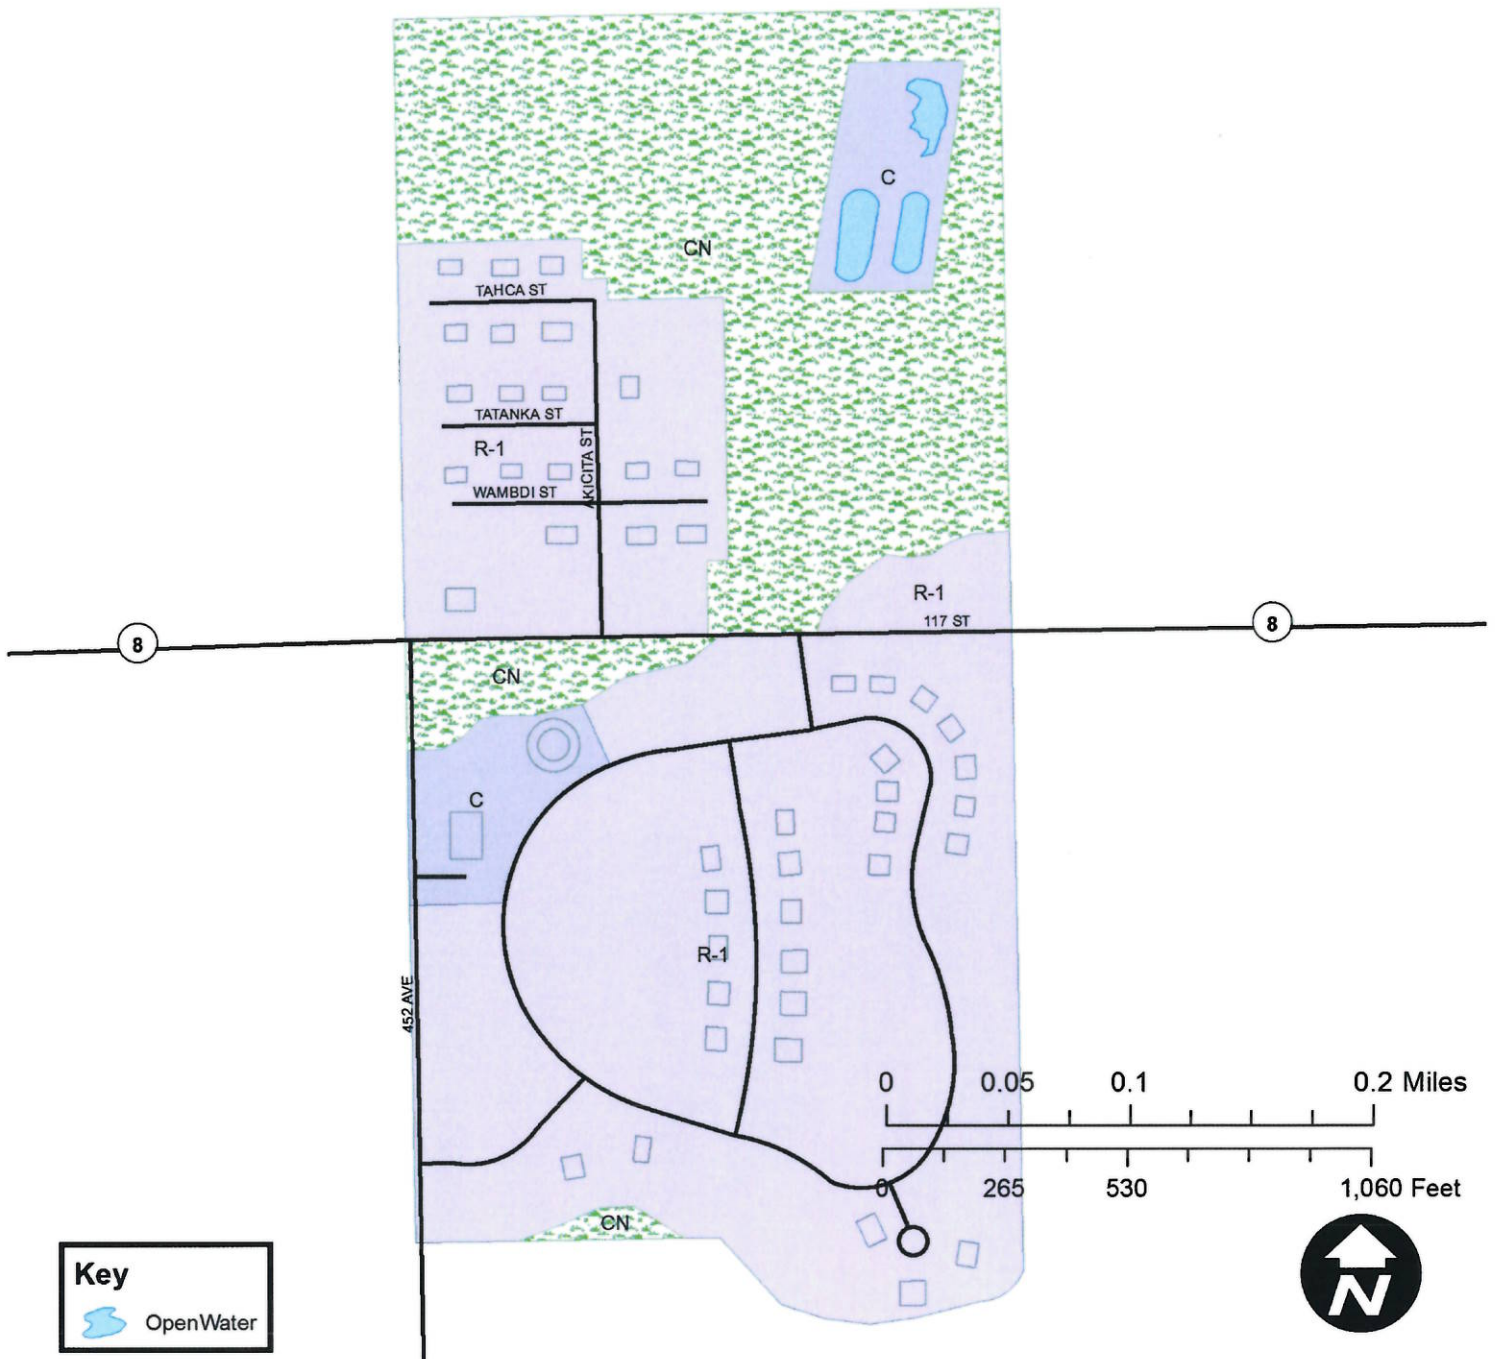 C
CN
TAHCA ST
TATANKA ST
R-1
AKICITA ST
WAMBDI ST
R-1
117 ST
8
8
CN
C
R-1
452 AVE
0 0.05 0.1 0.2 Miles
0 265 530 1,060 Feet
CN
Key
OpenWater
N